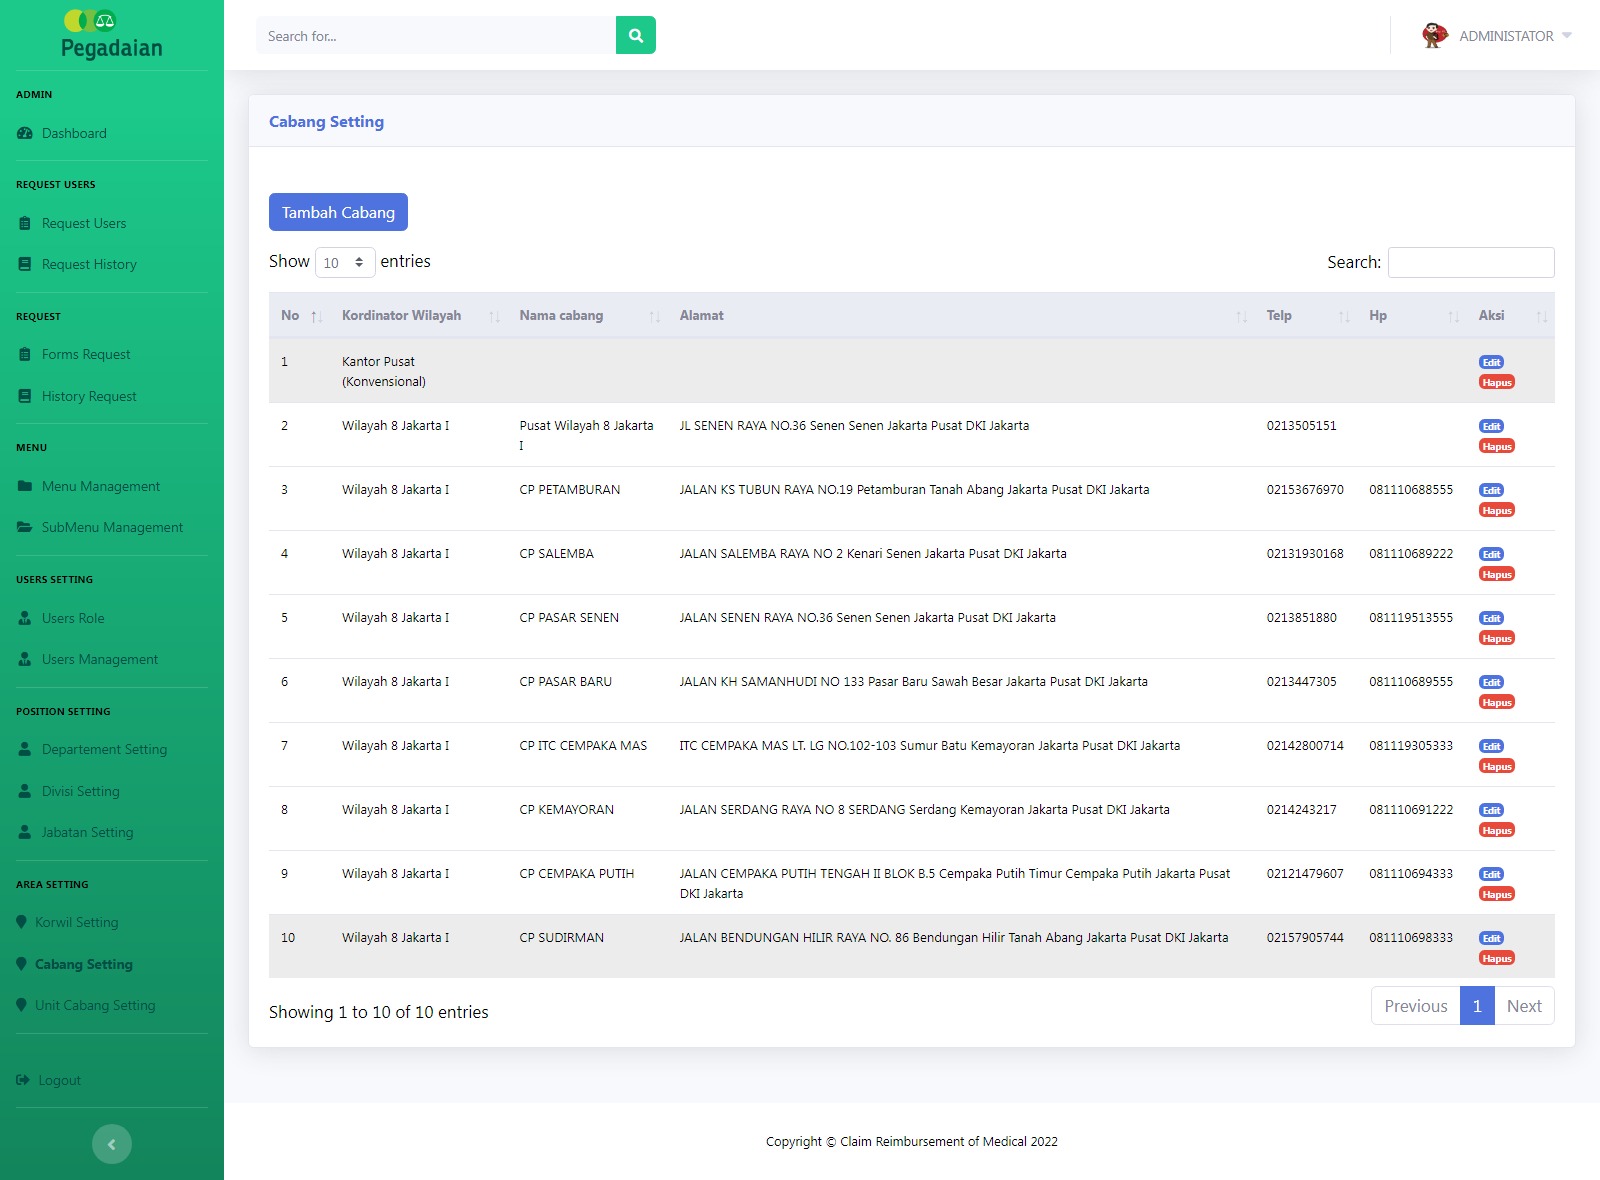 Pegadaian
Search for...
ADMINISTATOR
ADMIN
Dashboard
REQUEST USERS
Request Users
Request History
REQUEST
Forms Request
History Request
MENU
Menu Management
SubMenu Management
USERS SETTING
Users Role
Users Management
POSITION SETTING
Departement Setting
Divisi Setting
Jabatan Setting
AREA SETTING
Korwil Setting
Cabang Setting
Unit Cabang Setting
Logout
Cabang Setting
Tambah Cabang
Show 10 entries
Search:
No Kordinator Wilayah Nama cabang Alamat Telp Hp Aksi
1 Kantor Pusat Edit
(Konvensional) Hapus
2 Wilayah 8 Jakarta I Pusat Wilayah 8 Jakarta JL SENEN RAYA NO.36 Senen Senen Jakarta Pusat DKI Jakarta 0213505151 Edit
I Hapus
3 Wilayah 8 Jakarta I CP PETAMBURAN JALAN KS TUBUN RAYA NO.19 Petamburan Tanah Abang Jakarta Pusat DKI Jakarta 02153676970 081110688555 Edit
Hapus
4 Wilayah 8 Jakarta I CP SALEMBA JALAN SALEMBA RAYA NO 2 Kenari Senen Jakarta Pusat DKI Jakarta 02131930168 081110689222 Edit
Hapus
5 Wilayah 8 Jakarta I CP PASAR SENEN JALAN SENEN RAYA NO.36 Senen Senen Jakarta Pusat DKI Jakarta 0213851880 081119513555 Edit
Hapus
6 Wilayah 8 Jakarta I CP PASAR BARU JALAN KH SAMANHUDI NO 133 Pasar Baru Sawah Besar Jakarta Pusat DKI Jakarta 0213447305 081110689555 Edit
Hapus
7 Wilayah 8 Jakarta I CP ITC CEMPAKA MAS ITC CEMPAKA MAS LT. LG NO.102-103 Sumur Batu Kemayoran Jakarta Pusat DKI Jakarta 02142800714 081119305333 Edit
Hapus
8 Wilayah 8 Jakarta I CP KEMAYORAN JALAN SERDANG RAYA NO 8 SERDANG Serdang Kemayoran Jakarta Pusat DKI Jakarta 0214243217 081110691222 Edit
Hapus
9 Wilayah 8 Jakarta I CP CEMPAKA PUTIH JALAN CEMPAKA PUTIH TENGAH II BLOK B.5 Cempaka Putih Timur Cempaka Putih Jakarta Pusat 02121479607 081110694333 Edit
DKI Jakarta Hapus
10 Wilayah 8 Jakarta I CP SUDIRMAN JALAN BENDUNGAN HILIR RAYA NO. 86 Bendungan Hilir Tanah Abang Jakarta Pusat DKI Jakarta 02157905744 081110698333 Edit
Hapus
Showing 1 to 10 of 10 entries
Previous 1 Next
Copyright © Claim Reimbursement of Medical 2022